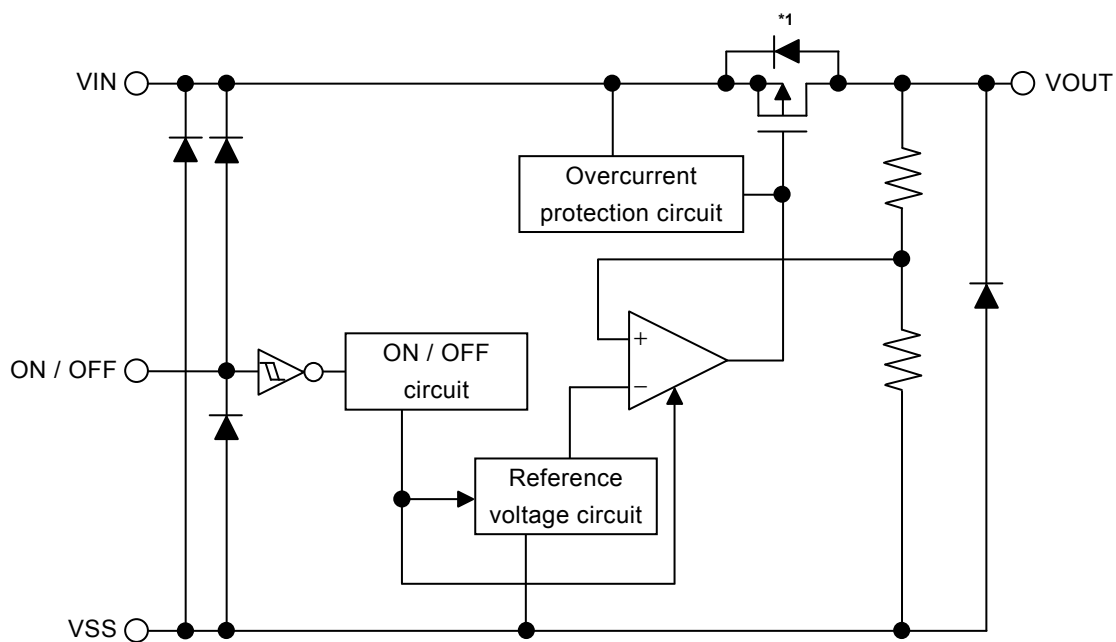 *1
VIN
VOUT
Overcurrent
protection circuit
+
−
ON / OFF
ON / OFF
circuit
Reference
voltage circuit
VSS